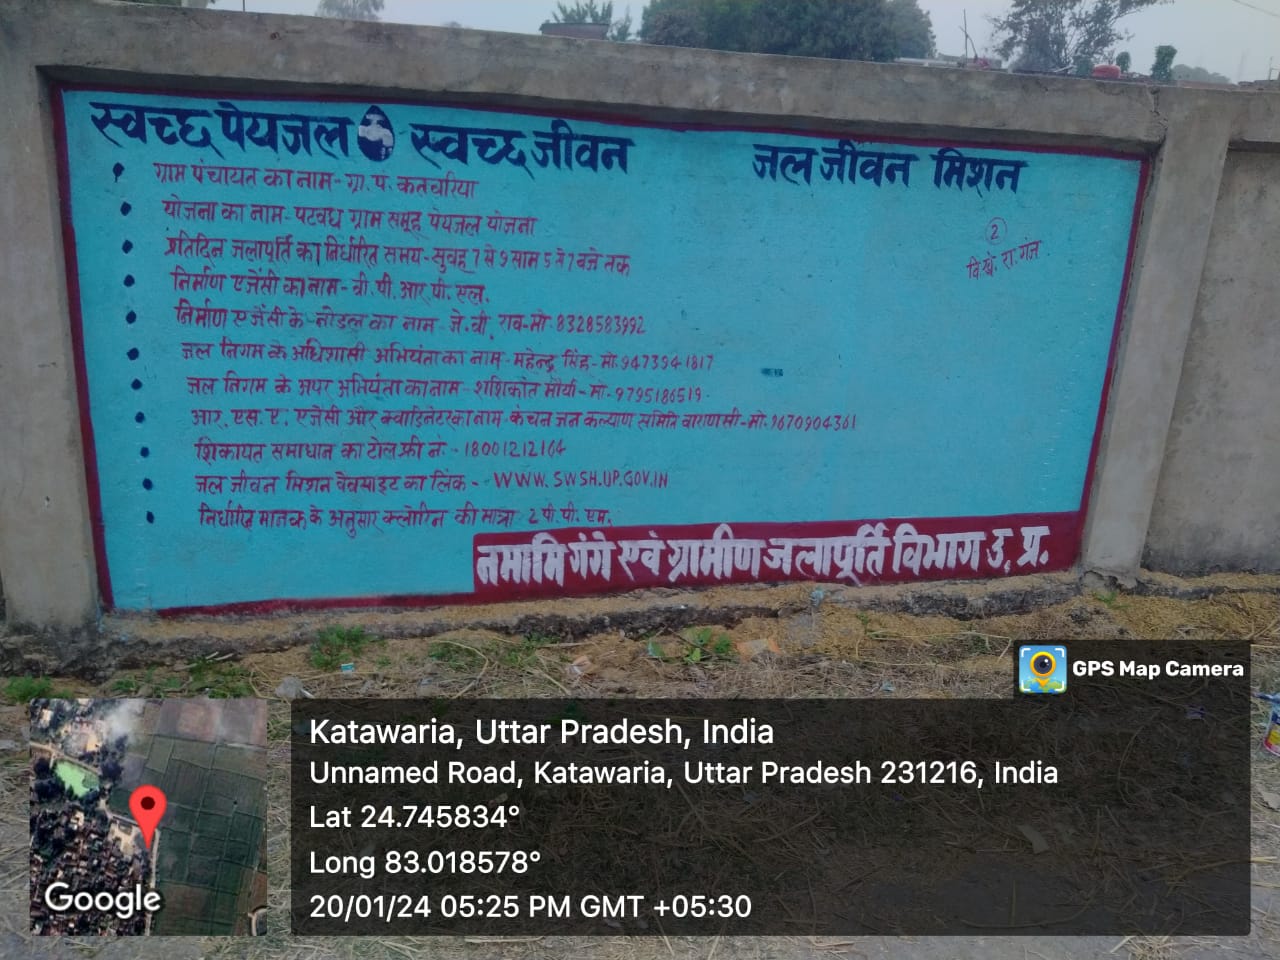 स्वच्छ पेयजल स्वच्छ जीवन
जल जीवन मिशन
• ग्राम पंचायत का नाम- ग्रा. पं. कतवरिया
• योजना का नाम- पटवध ग्राम समूह पेयजल योजना
• प्रतिदिन जलापूर्ति का निर्धारित समय- सुवह 7 से 9 साम 5 से 7 बजे तक
• निर्माण एजेंसी का नाम- वी. पी. आर. पी. एल.
• निर्माण एजेंसी के नोडल का नाम- जे. वी. राव- मो- 8328583992
• जल निगम के अधिशासी अभियंता का नाम- महेन्द्र सिंह- मो. 9473941817
• जल निगम के अपर अभियंता का नाम- शशिकांत मौर्या- मो- 9795186519.
• आर. एस. ए. एजेंसी और क्वाडिनेटर का नाम- कंचन जन कल्याण समिति वाराणसी- मो. 9670904361
• शिकायत समाधान का टोल फ्री नं. - 18001212164
• जल जीवन मिशन वेवसाइट का लिंक - - WWW.SWSH.UP.GOV.IN
• निर्धारित मानक के अनुसार क्लोरिन की मात्रा 2 पी. पी. एम.
2
वि. खं. रा. गंज
नमामि गंगे एवं ग्रामीण जलापूर्ति विभाग उ. प्र.
GPS Map Camera
Katawaria, Uttar Pradesh, India
Unnamed Road, Katawaria, Uttar Pradesh 231216, India
Lat 24.745834°
Long 83.018578°
20/01/24 05:25 PM GMT +05:30
Google